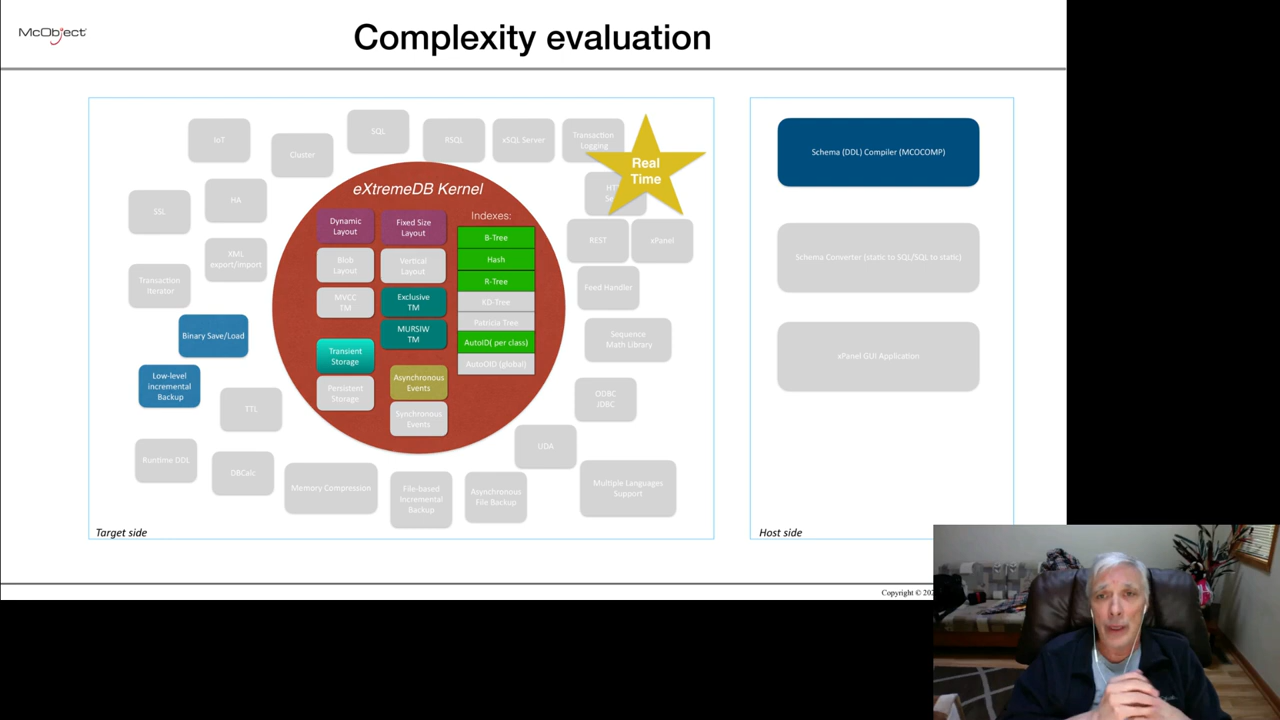 McObject
Complexity evaluation
IoT
Cluster
SQL
RSQL
xSQL Server
Transaction
Logging
Real
Time
eXtremeDB Kernel
SSL
HA
XML
export/import
Transaction
Iterator
Binary Save/Load
Low-level
incremental
Backup
TTL
Runtime DDL
DBCalc
Memory Compression
File-based
Incremental
Backup
Asynchronous
File Backup
UDA
Multiple Languages
Support
ODBC
JDBC
Sequence
Math Library
Feed Handler
REST
xPanel
Dynamic
Layout
Fixed Size
Layout
Blob
Layout
Vertical
Layout
MVCC
TM
Exclusive
TM
MURSIW
TM
Transient
Storage
Persistent
Storage
Asynchronous
Events
Synchronous
Events
Indexes:
B-Tree
Hash
R-Tree
KD-Tree
Patricia Tree
AutoID( per class)
AutoOID (global)
Target side
Schema (DDL) Compiler (MCOCOMP)
Schema Converter (static to SQL/SQL to static)
xPanel GUI Application
Host side
Copyright ©